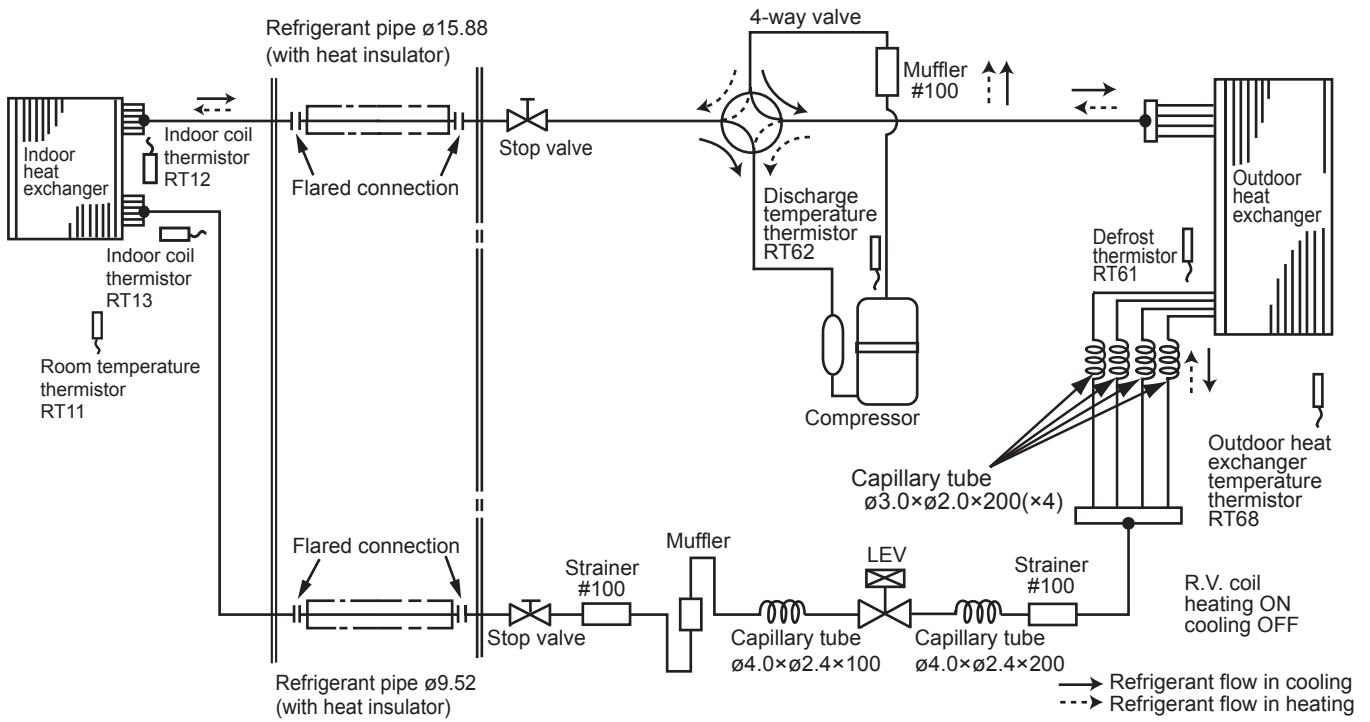 Refrigerant pipe ø15.88
(with heat insulator)
4-way valve
Muffler
#100
Indoor
heat
exchanger
Indoor coil
thermistor
RT12
Flared connection
Stop valve
Outdoor
heat
exchanger
Discharge
temperature
thermistor
RT62
Defrost
thermistor
RT61
Indoor coil
thermistor
RT13
Room temperature
thermistor
RT11
Compressor
Capillary tube
ø3.0×ø2.0×200(×4)
Outdoor heat
exchanger
temperature
thermistor
RT68
Flared connection
Muffler
Strainer
#100
LEV
Strainer
#100
R.V. coil
heating ON
cooling OFF
Stop valve
Capillary tube
ø4.0×ø2.4×100
Capillary tube
ø4.0×ø2.4×200
Refrigerant pipe ø9.52
(with heat insulator)
Refrigerant flow in cooling
Refrigerant flow in heating